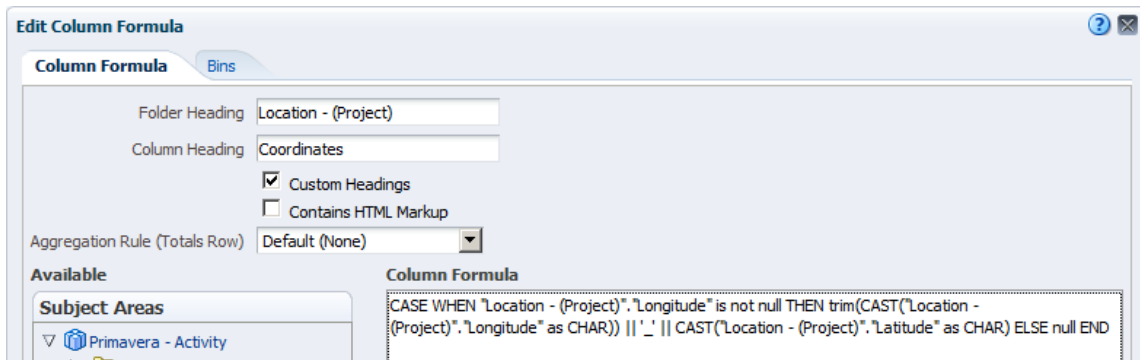 Edit Column Formula
Column Formula
Bins
Folder Heading Location - (Project)
Column Heading Coordinates
Custom Headings
Contains HTML Markup
Aggregation Rule (Totals Row) Default (None)
Available
Column Formula
Subject Areas
CASE WHEN "Location - (Project)"."Longitude" is not null THEN trim(CAST("Location -
(Project)"."Longitude" as CHAR)) || '_' || CAST("Location - (Project)"."Latitude" as CHAR) ELSE null END
Primavera - Activity